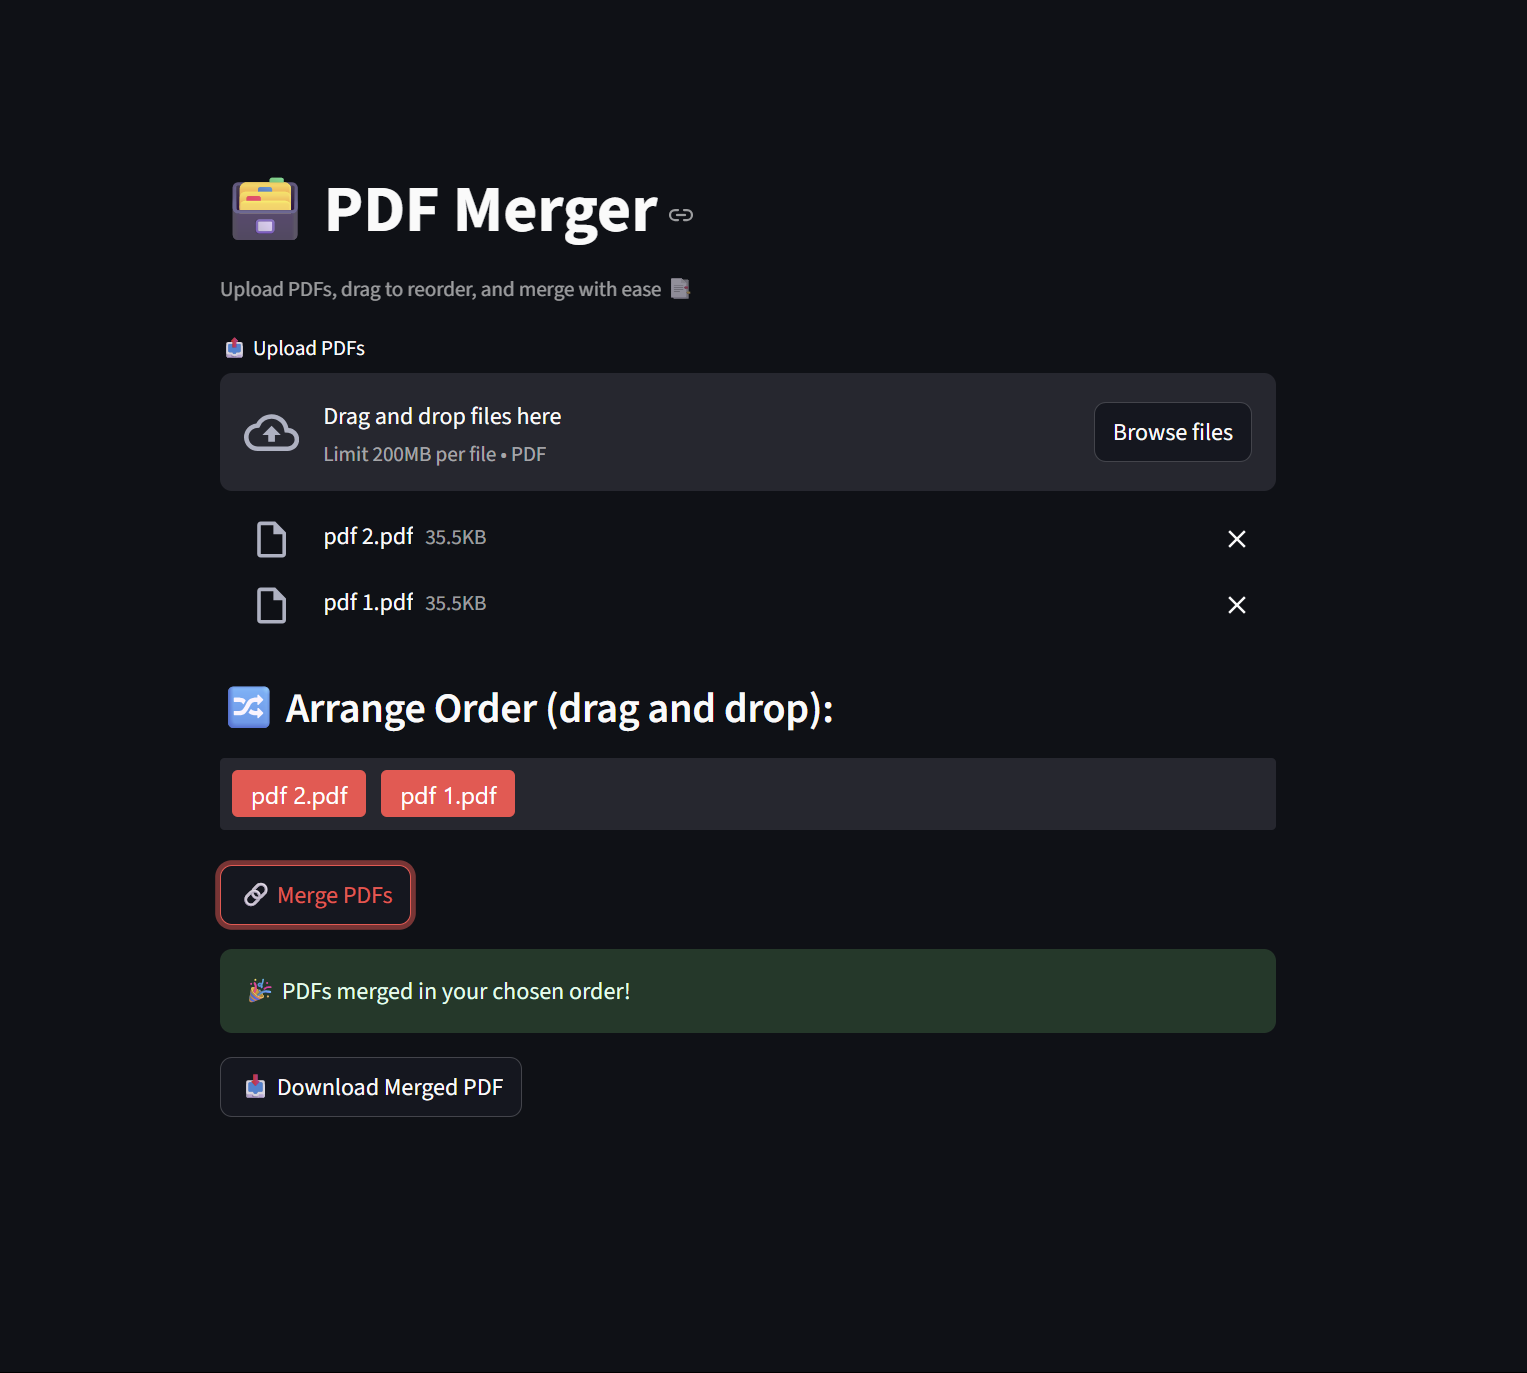 PDF Merger
Upload PDFs, drag to reorder, and merge with ease
Upload PDFs
Drag and drop files here
Limit 200MB per file • PDF
Browse files
pdf 2.pdf 35.5KB
pdf 1.pdf 35.5KB
Arrange Order (drag and drop):
pdf 2.pdf pdf 1.pdf
Merge PDFs
PDFs merged in your chosen order!
Download Merged PDF